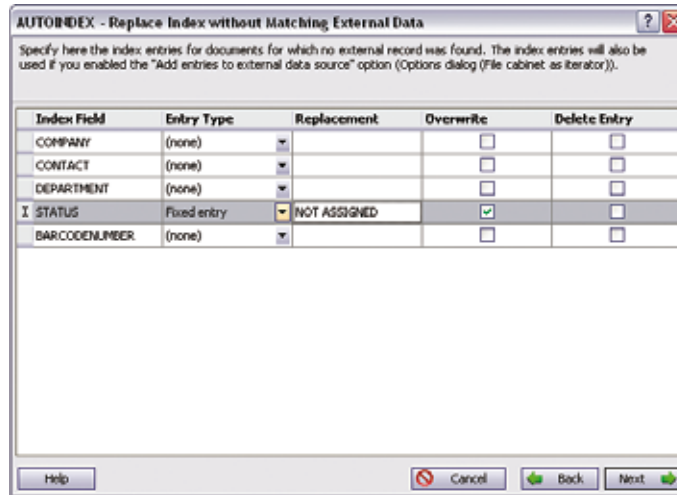 AUTOINDEX - Replace Index without Matching External Data
Specify here the index entries for documents for which no external record was found. The index entries will also be
used if you enabled the "Add entries to external data source" option (Options dialog (File cabinet as iterator)).
Index Field Entry Type Replacement Overwrite Delete Entry
COMPANY (none)
CONTACT (none)
DEPARTMENT (none)
STATUS Fixed entry NOT ASSIGNED
BARCODENUMBER (none)
Help Cancel Back Next